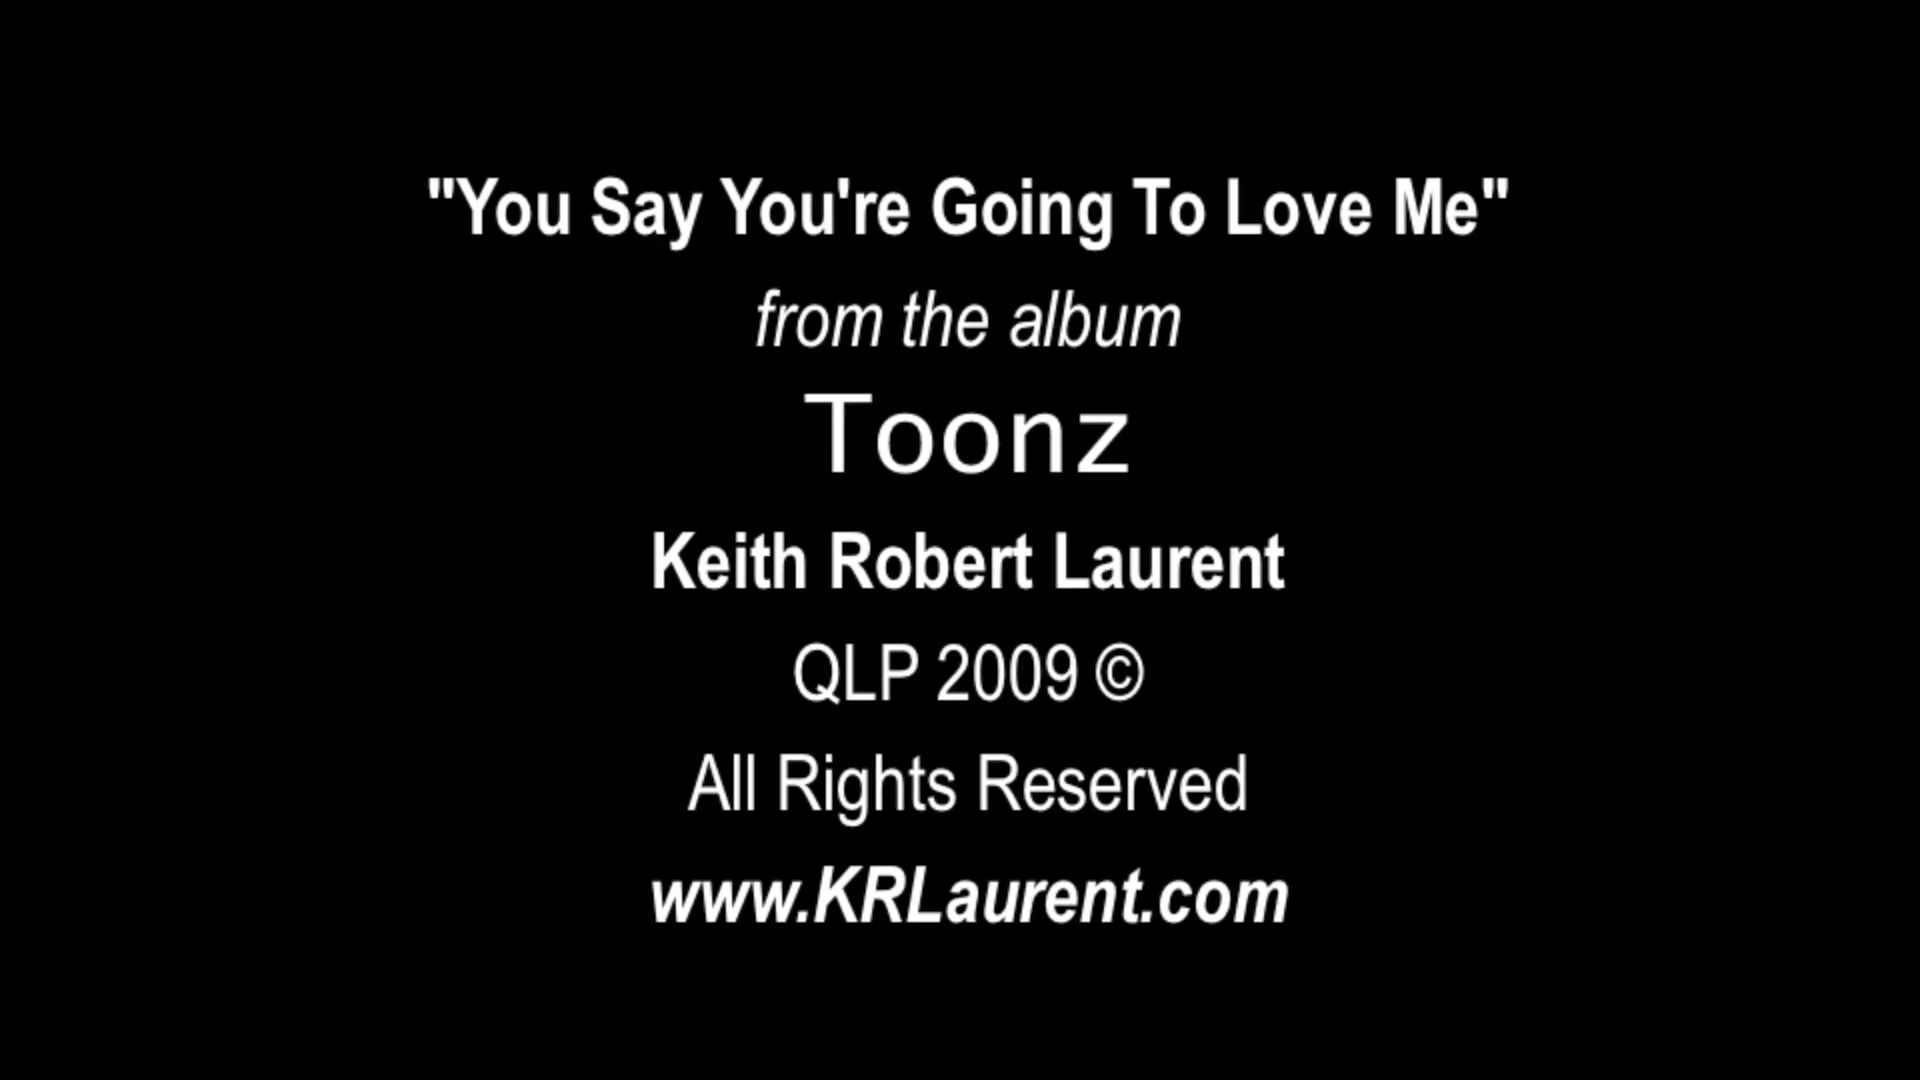 "You Say You're Going To Love Me"
from the album
Toonz
Keith Robert Laurent
QLP 2009 ©
All Rights Reserved
www.KRLaurent.com